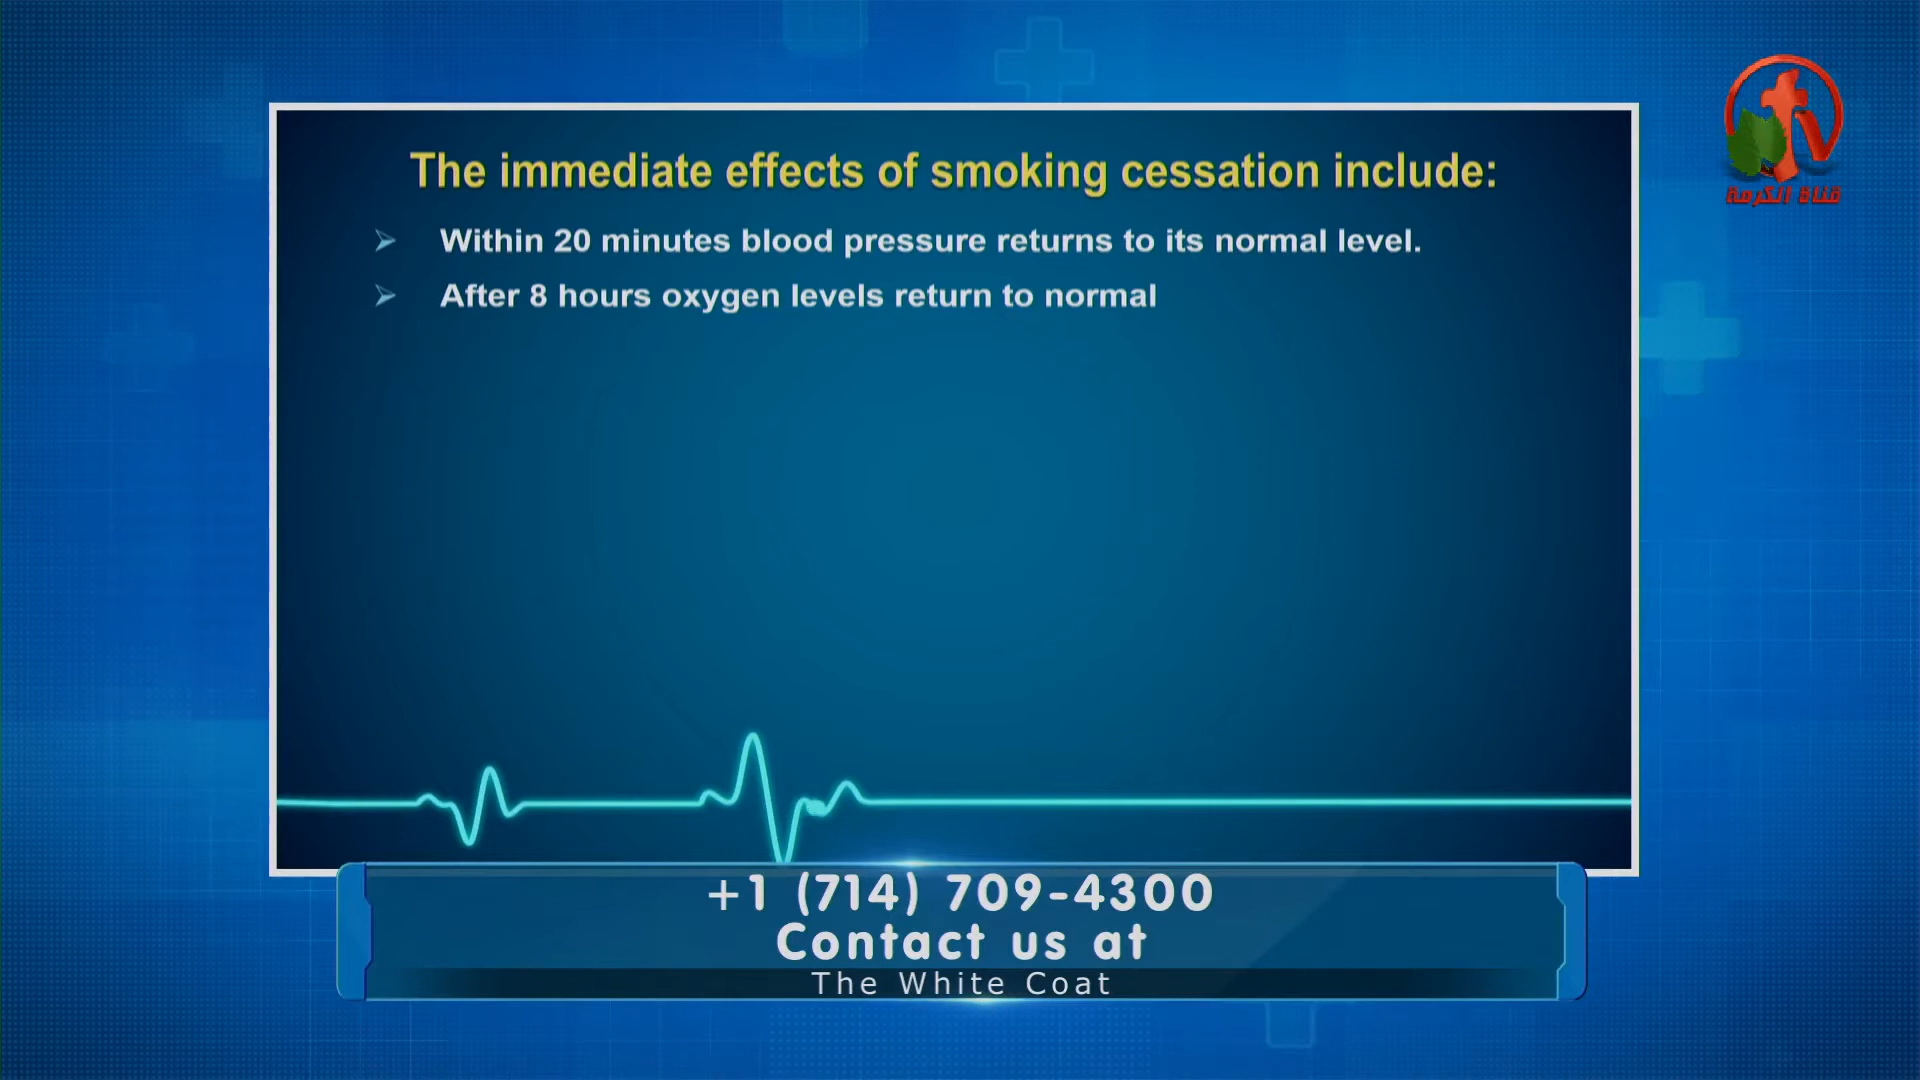 The immediate effects of smoking cessation include:
Within 20 minutes blood pressure returns to its normal level.
After 8 hours oxygen levels return to normal
tv
قناة الكرمة
+1 (714) 709-4300
Contact us at
The White Coat